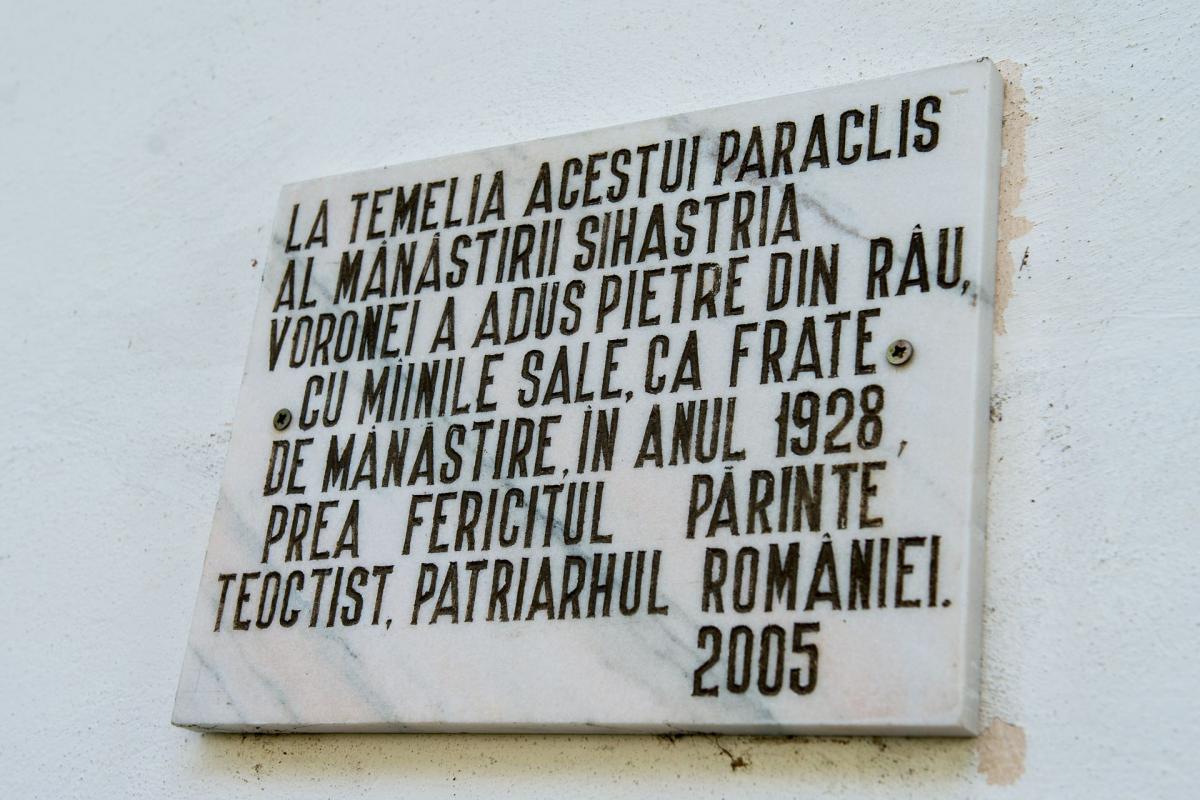 LA TEMELIA ACESTUI PARACLIS
AL MÂNĂSTIRII SIHASTRIA
VORONEI A ADUS PIETRE DIN RÂU,
CU MÎINILE SALE, CA FRATE
DE MÂNĂSTIRE, ÎN ANUL 1928,
PREA FERICITUL PĂRINTE
TEOCTIST, PATRIARHUL ROMÂNIEI.
2005